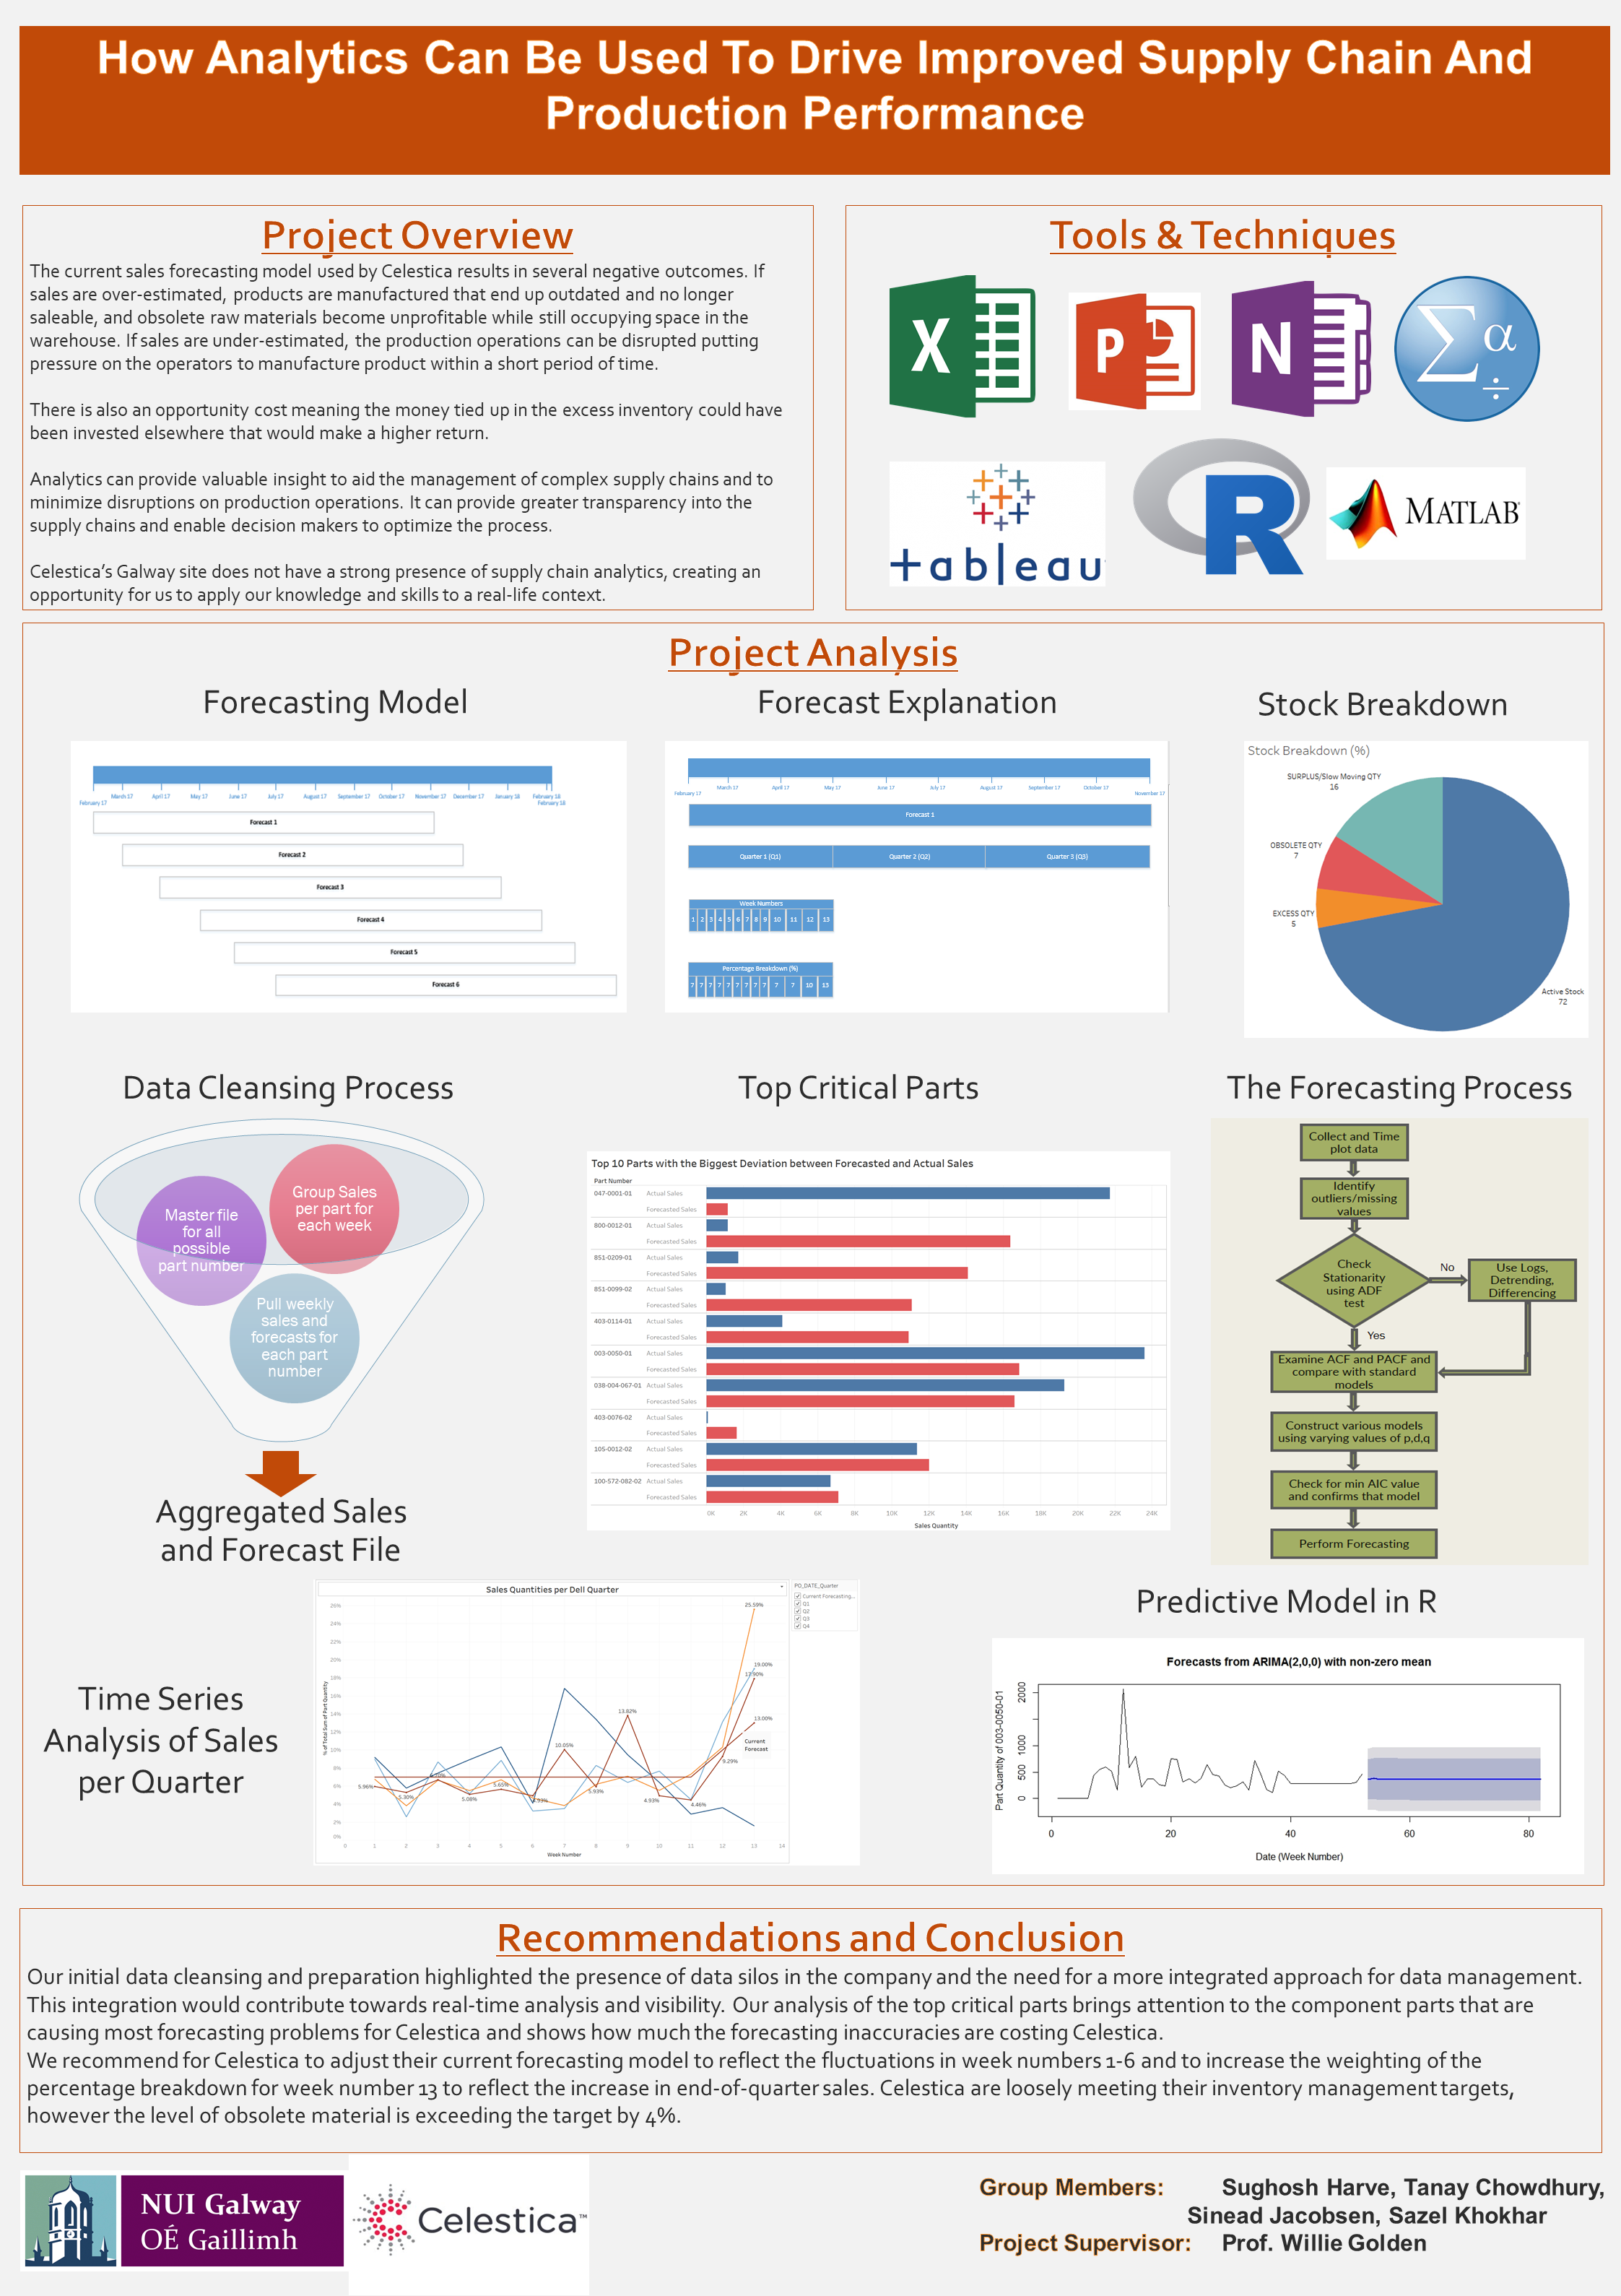 How Analytics Can Be Used To Drive Improved Supply Chain And
Production Performance
Project Overview
The current sales forecasting model used by Celestica results in several negative outcomes. If
sales are over-estimated, products are manufactured that end up outdated and no longer
saleable, and obsolete raw materials become unprofitable while still occupying space in the
warehouse. If sales are under-estimated, the production operations can be disrupted putting
pressure on the operators to manufacture product within a short period of time.
There is also an opportunity cost meaning the money tied up in the excess inventory could have
been invested elsewhere that would make a higher return.
Analytics can provide valuable insight to aid the management of complex supply chains and to
minimize disruptions on production operations. It can provide greater transparency into the
supply chains and enable decision makers to optimize the process.
Celestica's Galway site does not have a strong presence of supply chain analytics, creating an
opportunity for us to apply our knowledge and skills to a real-life context.
Tools & Techniques
X
P
N
Σ α ÷
+ableau
R
MATLAB
Project Analysis
Forecasting Model
February 17
March 17
April 17
May 17
June 17
July 17
August 17
September 17
October 17
November 17
December 17
January 18
February 18
February 18
Forecast 1
Forecast 2
Forecast 3
Forecast 4
Forecast 5
Forecast 6
Forecast Explanation
February 17
March 17
April 17
May 17
June 17
July 17
August 17
September 17
October 17
November 17
Forecast 1
Quarter 1 (Q1) Quarter 2 (Q2) Quarter 3 (Q3)
Week Numbers
1 2 3 4 5 6 7 8 9 10 11 12 13
Percentage Breakdown (%)
7 7 7 7 7 7 7 7 7 7 7 10 13
Stock Breakdown
Stock Breakdown (%)
SURPLUS/Slow Moving QTY
16
OBSOLETE QTY
7
EXCESS QTY
5
Active Stock
72
Data Cleansing Process
Master file
for all
possible
part number
Group Sales
per part for
each week
Pull weekly
sales and
forecasts for
each part
number
Aggregated Sales
and Forecast File
Top Critical Parts
Top 10 Parts with the Biggest Deviation between Forecasted and Actual Sales
Part Number
047-0001-01 Actual Sales
Forecasted Sales
800-0012-01 Actual Sales
Forecasted Sales
851-0209-01 Actual Sales
Forecasted Sales
851-0099-02 Actual Sales
Forecasted Sales
403-0114-01 Actual Sales
Forecasted Sales
003-0050-01 Actual Sales
Forecasted Sales
038-004-067-01 Actual Sales
Forecasted Sales
403-0076-02 Actual Sales
Forecasted Sales
105-0012-02 Actual Sales
Forecasted Sales
100-572-082-02 Actual Sales
Forecasted Sales
0K 2K 4K 6K 8K 10K 12K 14K 16K 18K 20K 22K 24K
Sales Quantity
The Forecasting Process
Collect and Time
plot data
Identify
outliers/missing
values
Check
Stationarity
using ADF
test
No
Use Logs,
Detrending,
Differencing
Yes
Examine ACF and PACF and
compare with standard
models
Construct various models
using varying values of p,d,q
Check for min AIC value
and confirms that model
Perform Forecasting
Time Series
Analysis of Sales
per Quarter
Sales Quantities per Dell Quarter
% of Total Sum of Part Quantity
26%
24%
22%
20%
18%
16%
14%
12%
10%
8%
6%
4%
2%
0%
5.96%
5.30%
5.08%
5.65%
10.05%
5.93%
13.82%
4.93%
4.46%
9.29%
25.59%
19.00%
17.90%
13.00%
Current
Forecast
0 1 2 3 4 5 6 7 8 9 10 11 12 13 14
Week Number
PO_DATE_Quarter
Current Forecasting...
Q1
Q2
Q3
Q4
Predictive Model in R
Forecasts from ARIMA(2,0,0) with non-zero mean
Part Quantity of 003-0050-01
2000
1000
500
0
0 20 40 60 80
Date (Week Number)
Recommendations and Conclusion
Our initial data cleansing and preparation highlighted the presence of data silos in the company and the need for a more integrated approach for data management.
This integration would contribute towards real-time analysis and visibility. Our analysis of the top critical parts brings attention to the component parts that are
causing most forecasting problems for Celestica and shows how much the forecasting inaccuracies are costing Celestica.
We recommend for Celestica to adjust their current forecasting model to reflect the fluctuations in week numbers 1-6 and to increase the weighting of the
percentage breakdown for week number 13 to reflect the increase in end-of-quarter sales. Celestica are loosely meeting their inventory management targets,
however the level of obsolete material is exceeding the target by 4%.
NUI Galway
OÉ Gaillimh
Celestica™
Group Members: Sughosh Harve, Tanay Chowdhury,
Sinead Jacobsen, Sazel Khokhar
Project Supervisor: Prof. Willie Golden